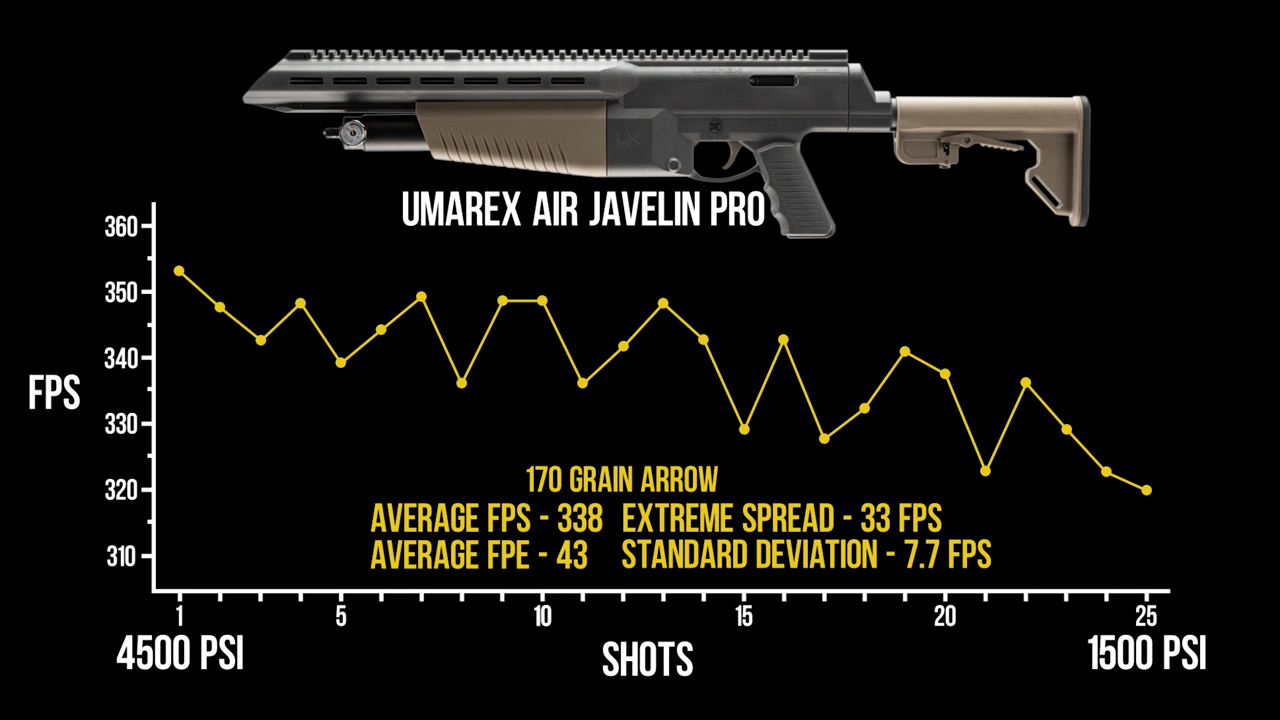 UMAREX AIR JAVELIN PRO
360
350
340
330
320
310
FPS
170 GRAIN ARROW
AVERAGE FPS - 338 EXTREME SPREAD - 33 FPS
AVERAGE FPE - 43 STANDARD DEVIATION - 7.7 FPS
1 5 10 15 20 25
4500 PSI SHOTS 1500 PSI